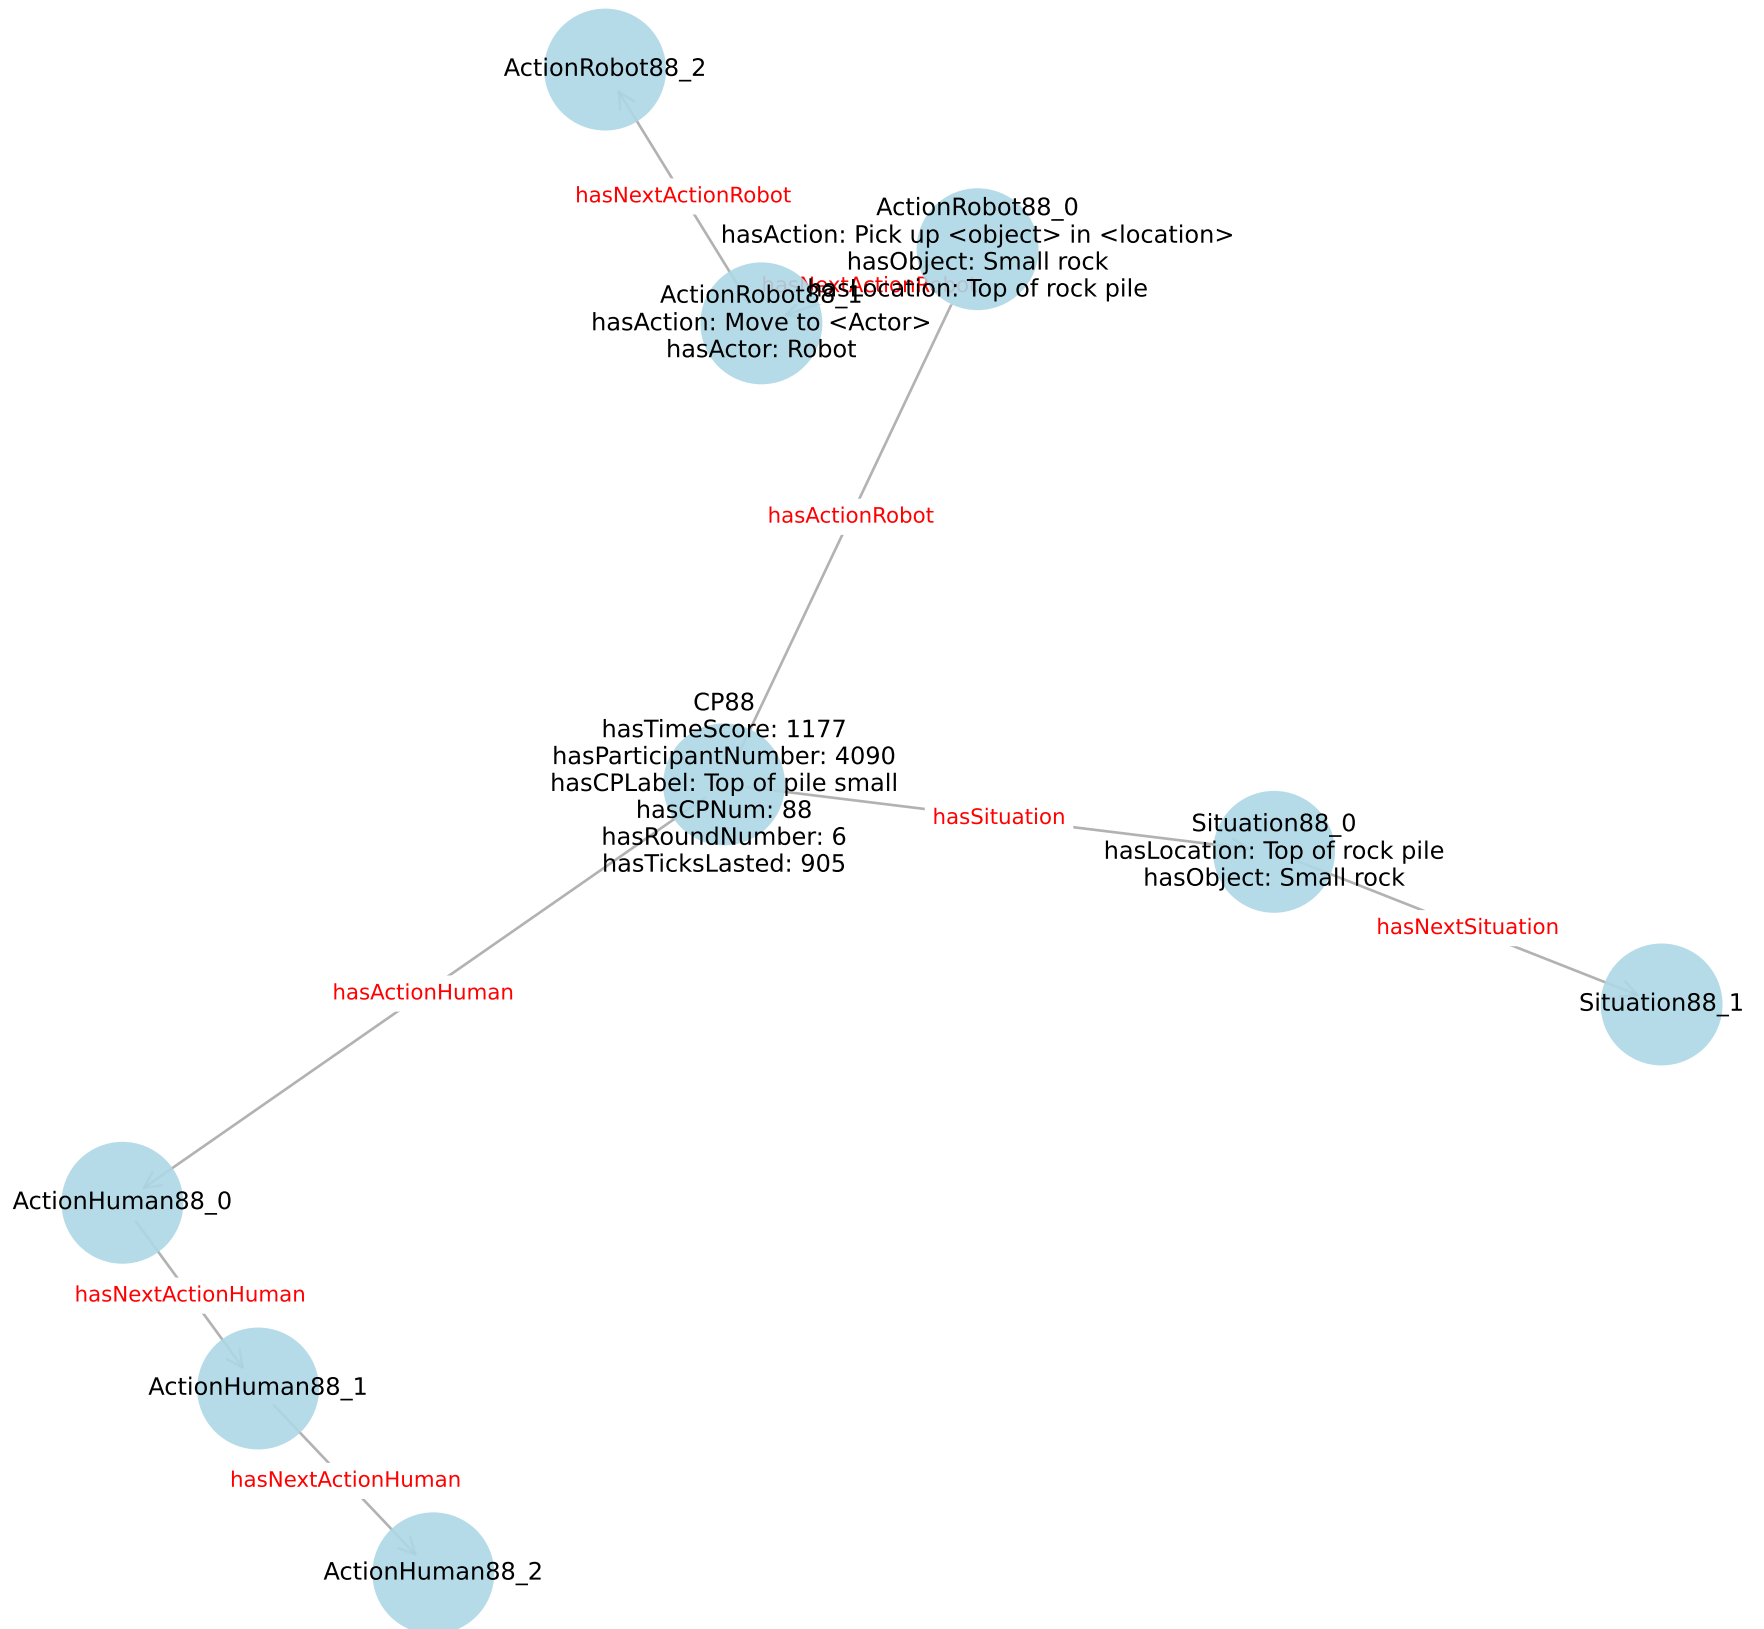 ActionRobot88_2
hasNextActionRobot
ActionRobot88_0
hasAction: Pick up <object> in <location>
hasObject: Small rock
hasLocation: Top of rock pile
hasNextActionRobot
ActionRobot88_1
hasAction: Move to <Actor>
hasActor: Robot
hasActionRobot
CP88
hasTimeScore: 1177
hasParticipantNumber: 4090
hasCPLabel: Top of pile small
hasCPNum: 88
hasRoundNumber: 6
hasTicksLasted: 905
hasSituation
Situation88_0
hasLocation: Top of rock pile
hasObject: Small rock
hasNextSituation
Situation88_1
hasActionHuman
ActionHuman88_0
hasNextActionHuman
ActionHuman88_1
hasNextActionHuman
ActionHuman88_2